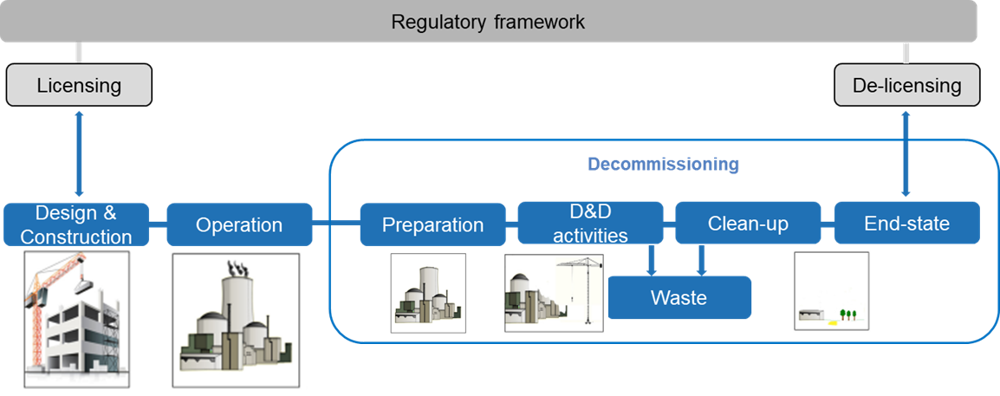 Regulatory framework
Licensing
De-licensing
Decommissioning
Design &
Construction
Operation
Preparation
D&D
activities
Clean-up
End-state
Waste